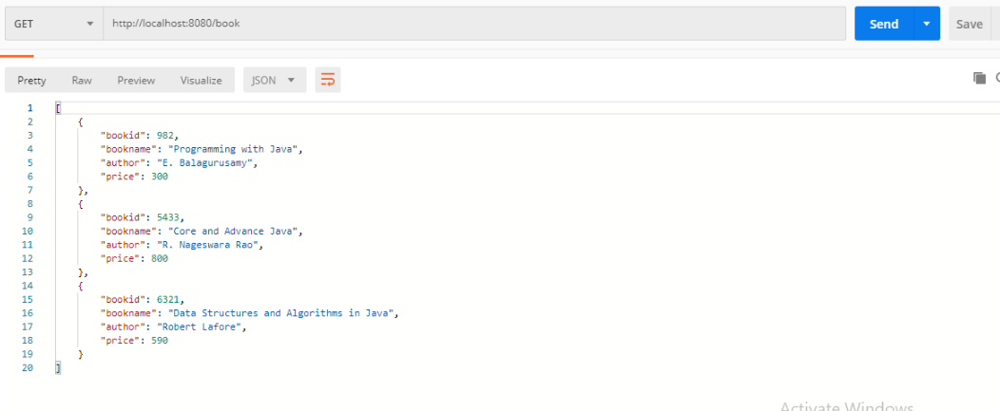 GET http://localhost:8080/book Send Save
Pretty Raw Preview Visualize JSON
1 [
2 {
3 "bookid": 982,
4 "bookname": "Programming with Java",
5 "author": "E. Balagurusamy",
6 "price": 300
7 },
8 {
9 "bookid": 5433,
10 "bookname": "Core and Advance Java",
11 "author": "R. Nageswara Rao",
12 "price": 800
13 },
14 {
15 "bookid": 6321,
16 "bookname": "Data Structures and Algorithms in Java",
17 "author": "Robert Lafore",
18 "price": 590
19 }
20 ]
Activate Windows